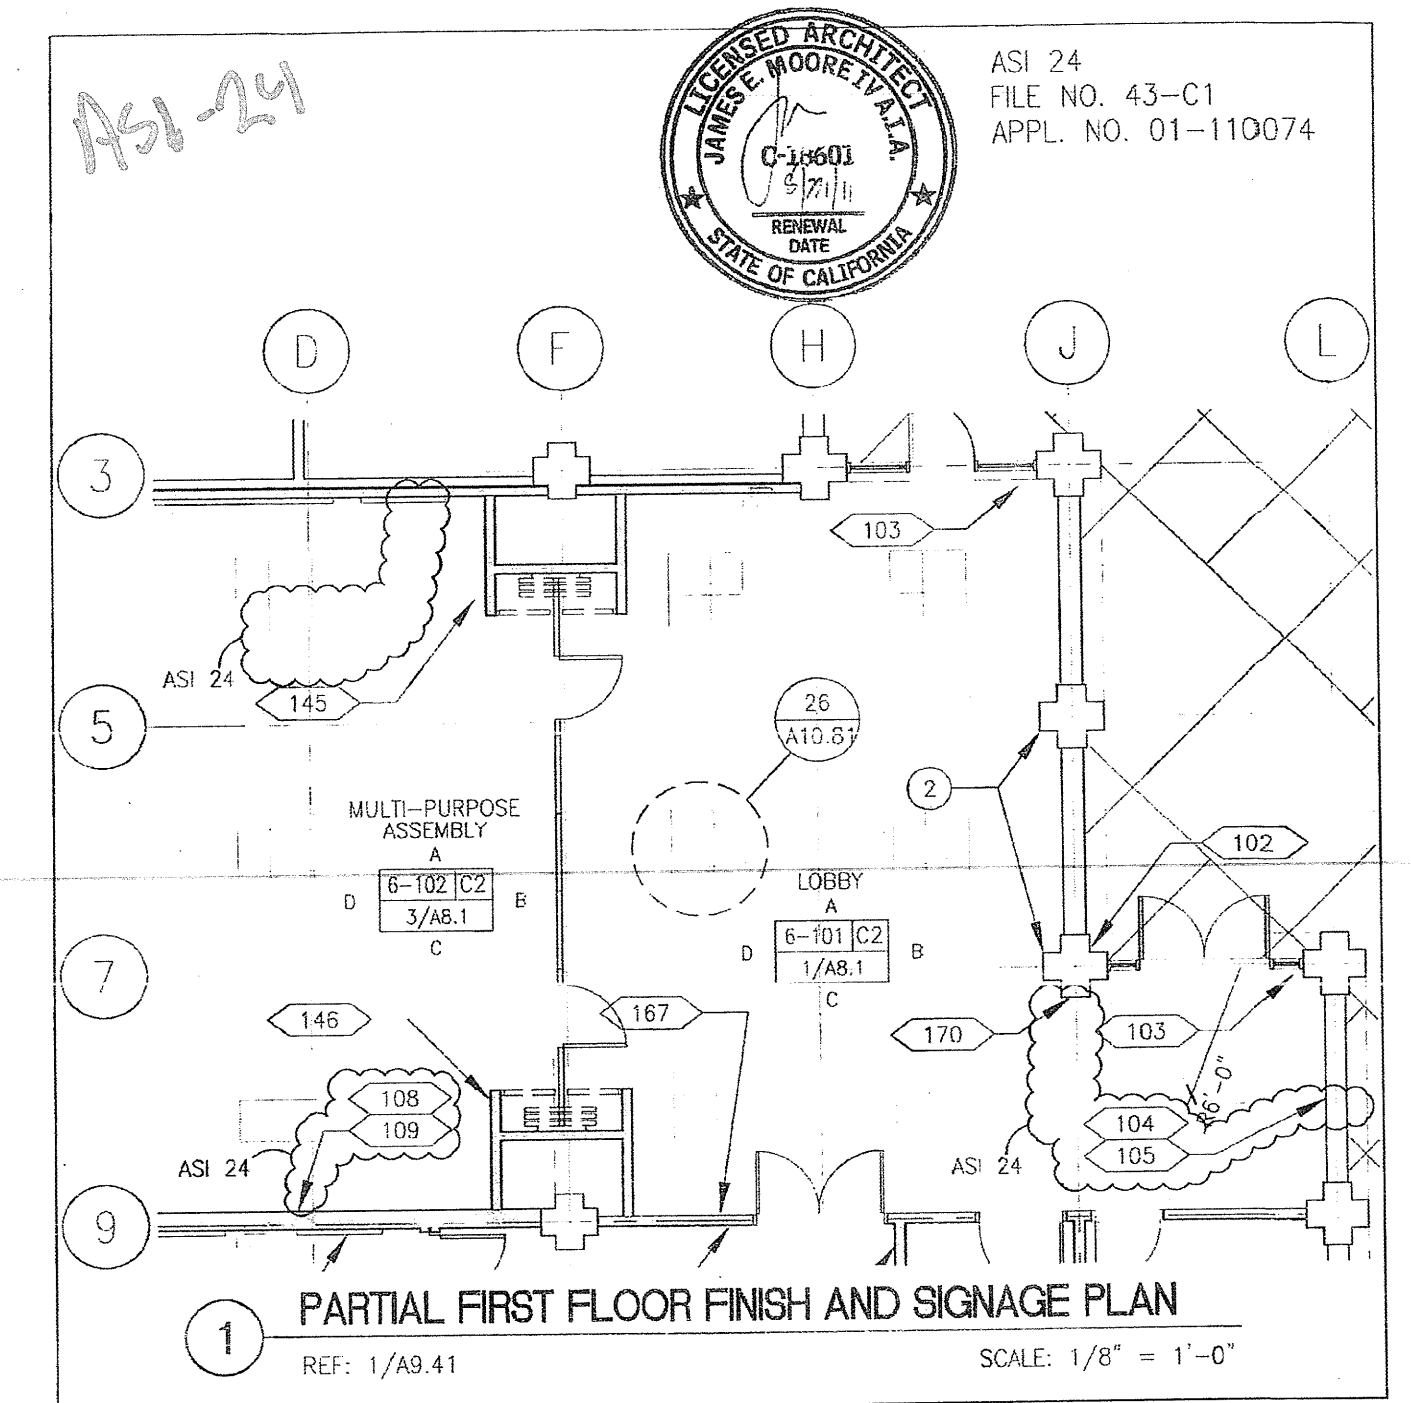 ASI-24
LICENSED ARCHITECT
JAMES E. MOORE IV A.I.A.
C-18601
RENEWAL
DATE
STATE OF CALIFORNIA
ASI 24
FILE NO. 43-C1
APPL. NO. 01-110074
D
F
H
J
L
3
103
ASI 24
145
5
26
A10.81
2
MULTI-PURPOSE
ASSEMBLY
A
6-102 C2
D
B
3/A8.1
C
102
LOBBY
A
6-101 C2
D
B
1/A8.1
C
7
146
167
170
103
R6'-0"
108
109
ASI 24
104
105
ASI 24
9
1
PARTIAL FIRST FLOOR FINISH AND SIGNAGE PLAN
REF: 1/A9.41
SCALE: 1/8" = 1'-0"